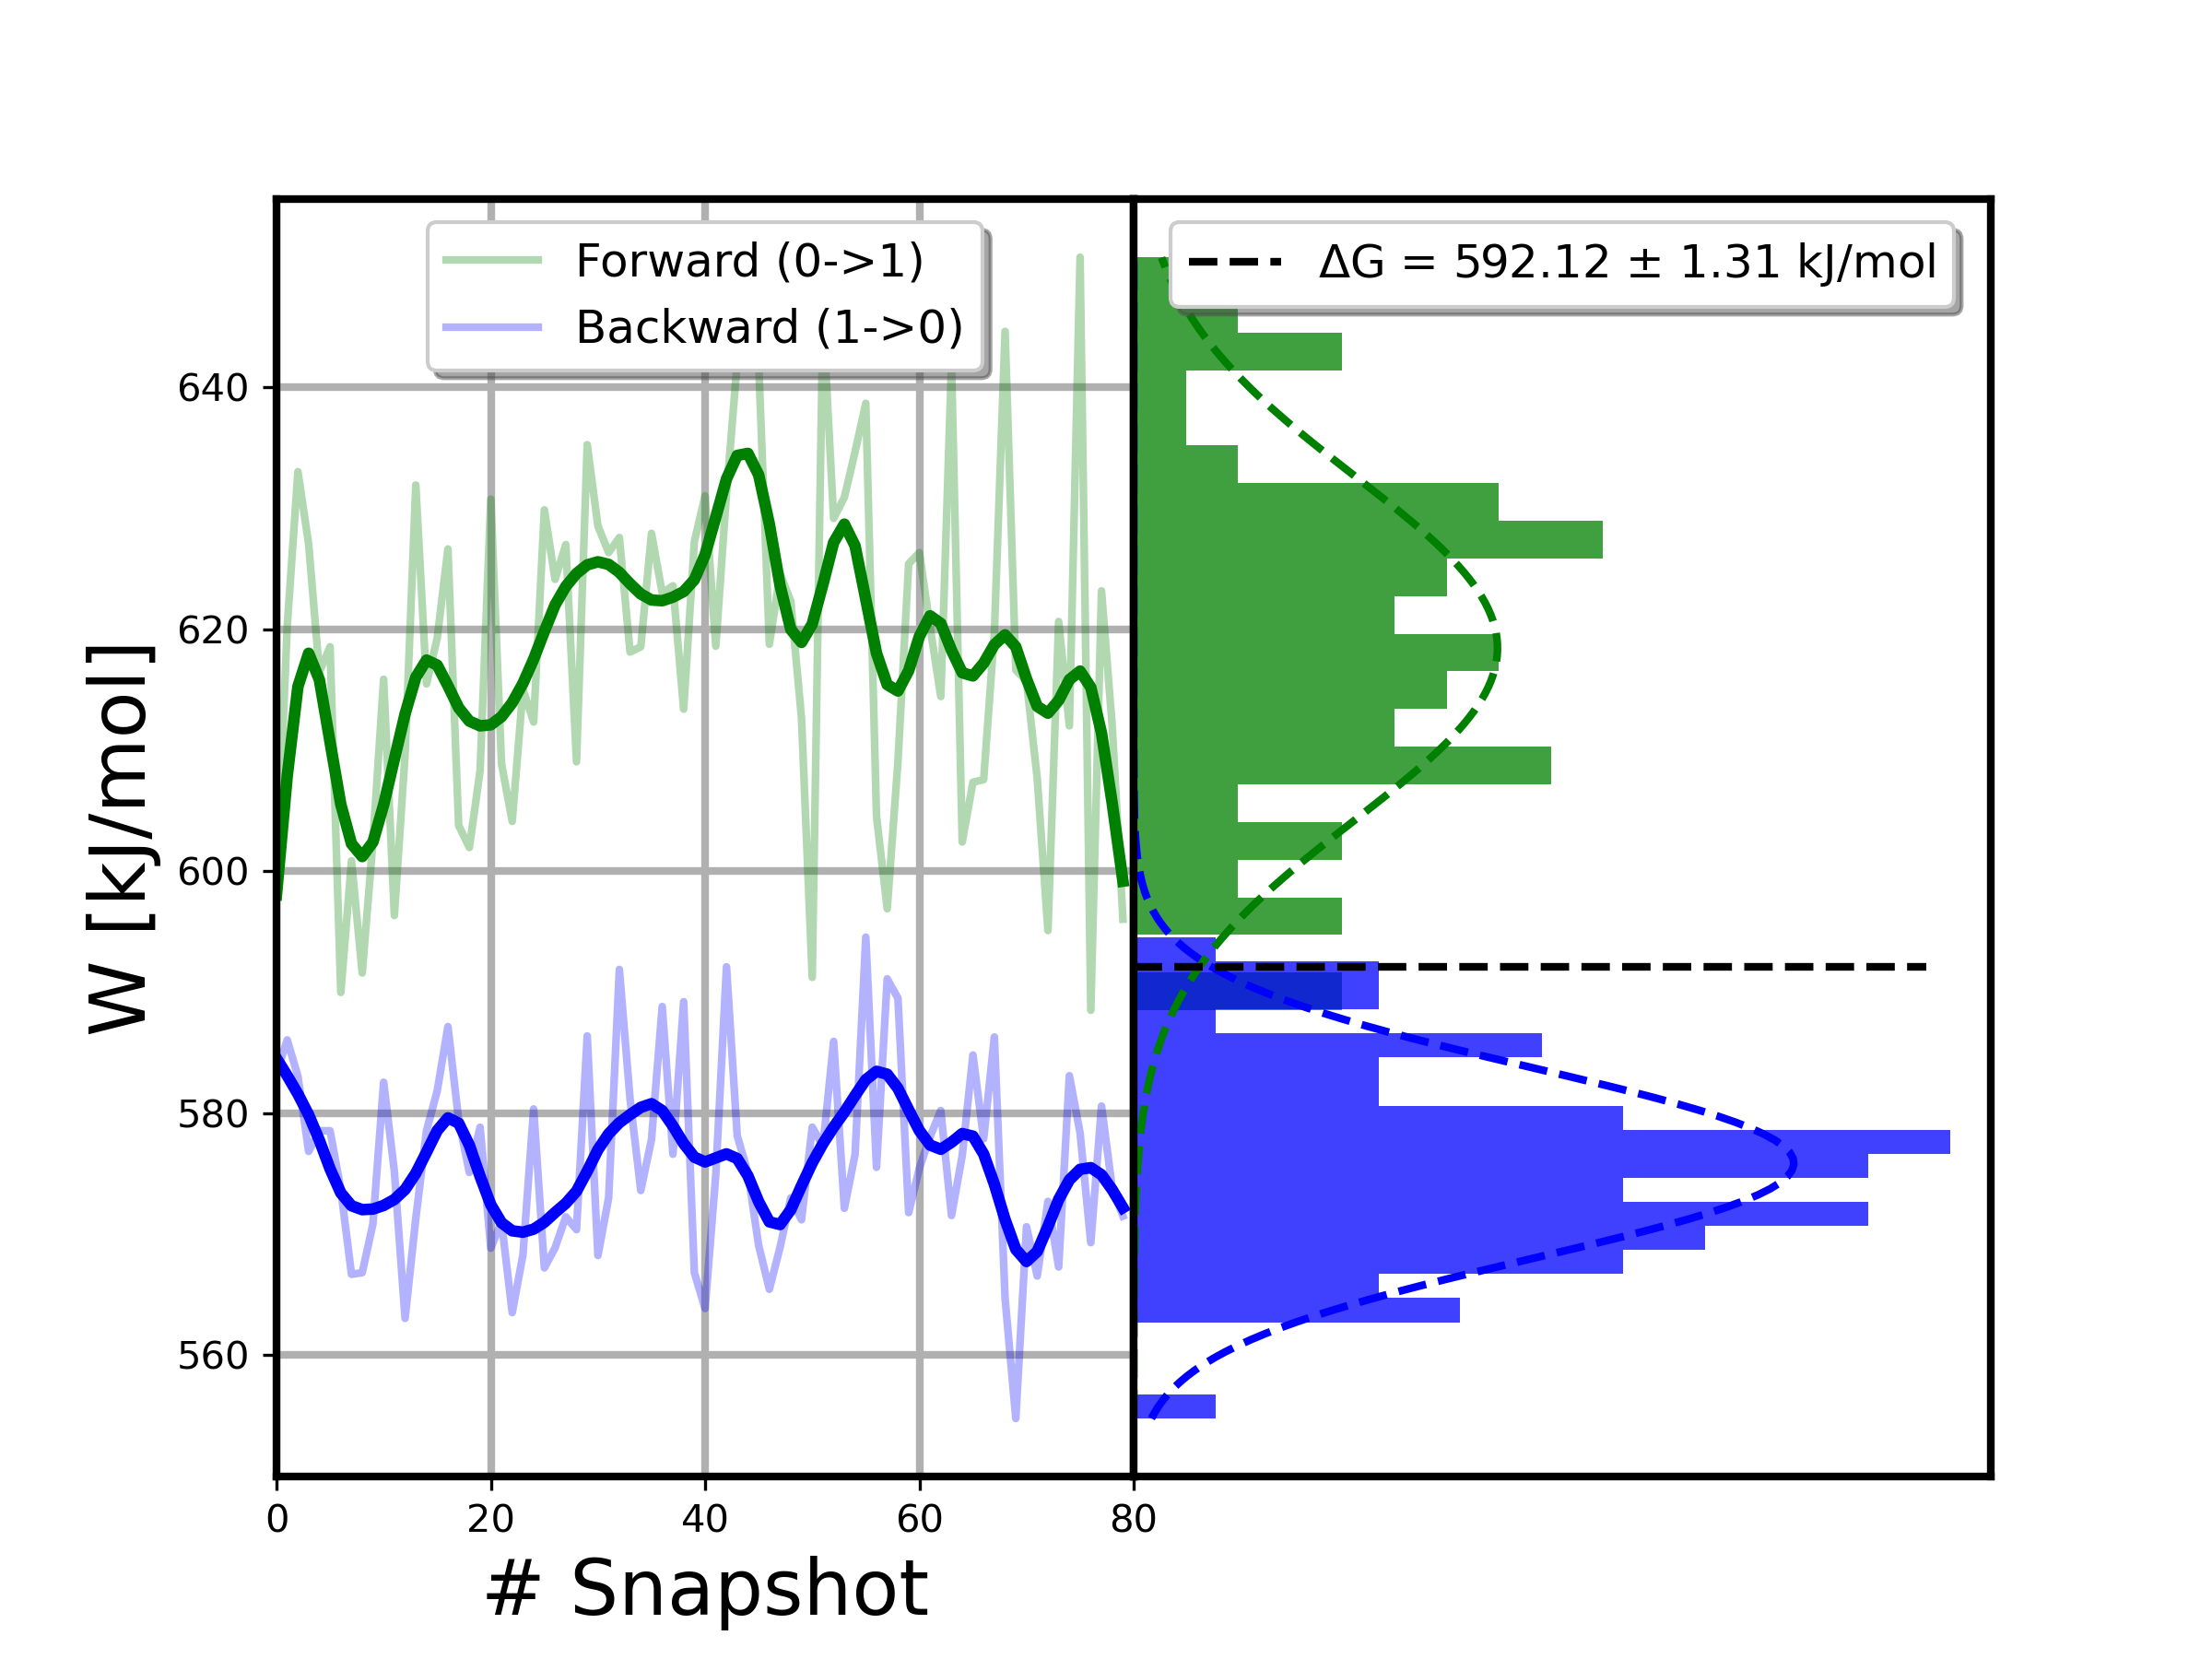 Forward (0->1)
Backward (1->0)
ΔG = 592.12 ± 1.31 kJ/mol
W [kJ/mol]
640
620
600
580
560
0 20 40 60 80
# Snapshot